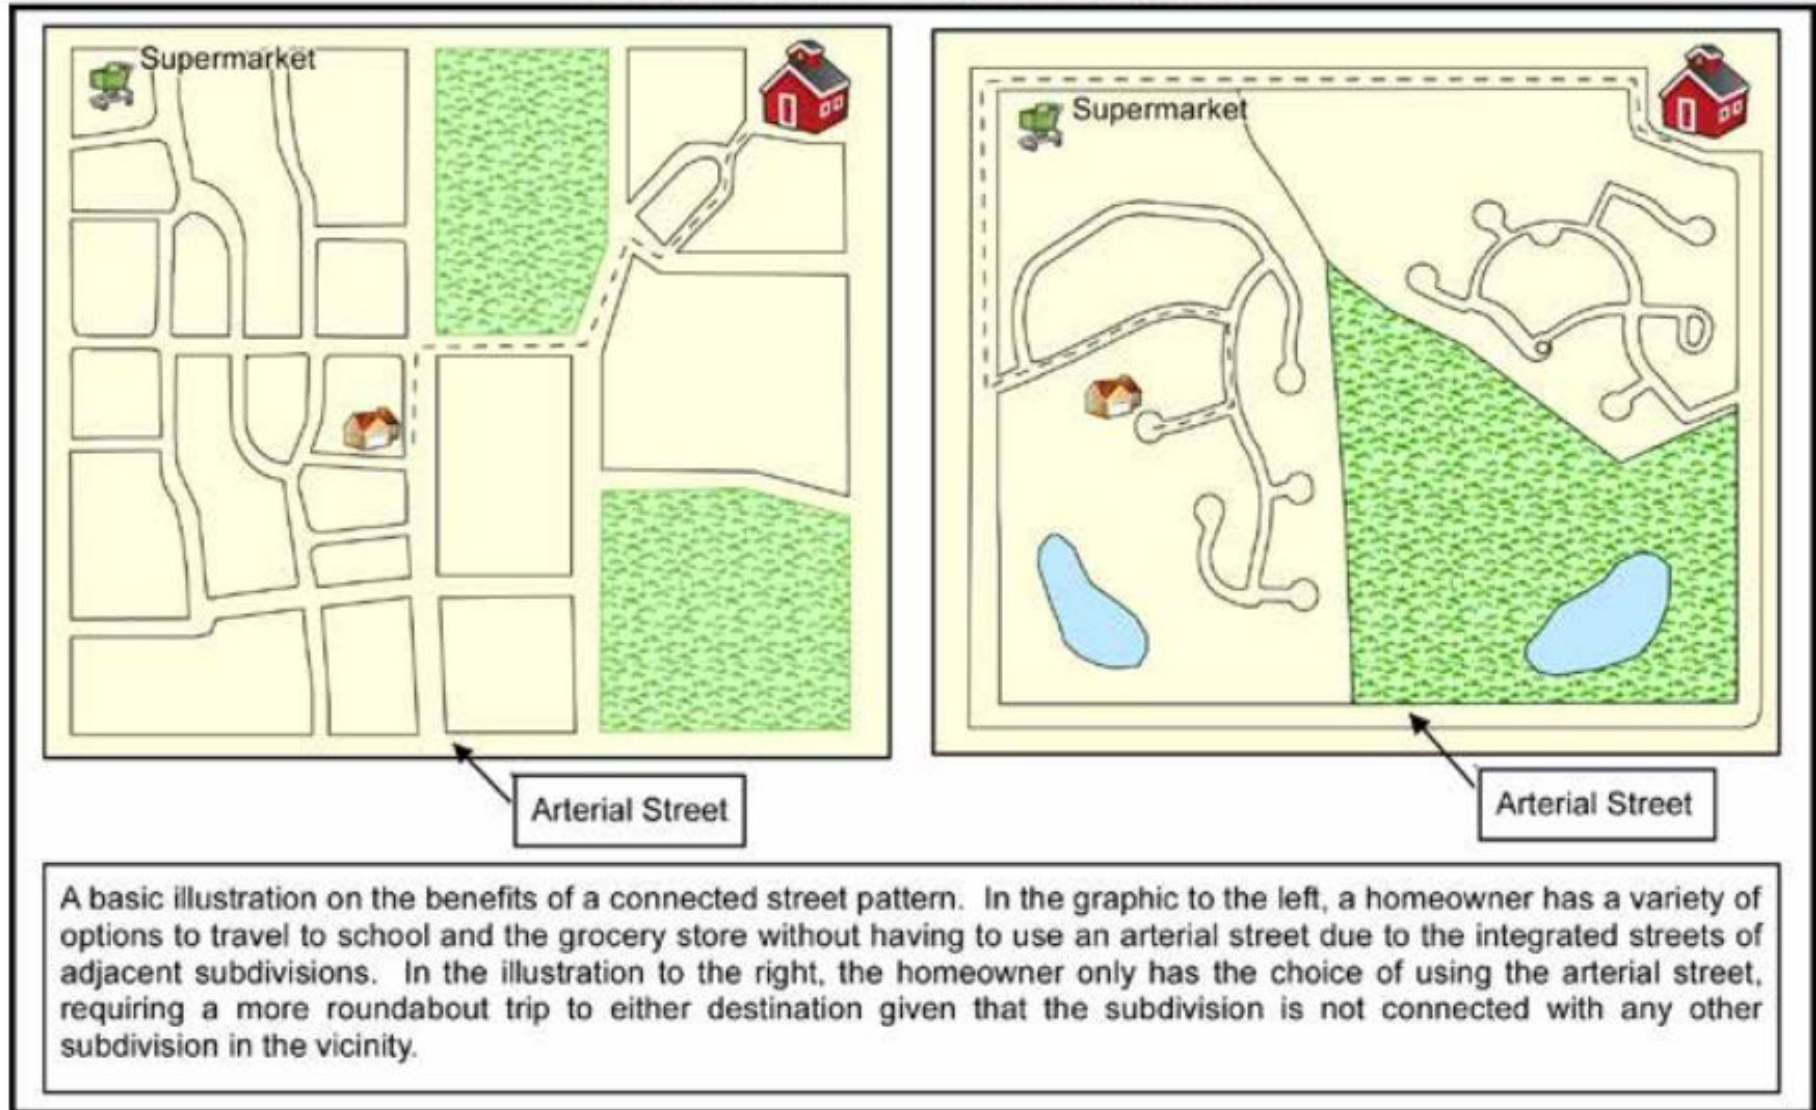 Supermarket
Supermarket
Arterial Street
Arterial Street
A basic illustration on the benefits of a connected street pattern.  In the graphic to the left, a homeowner has a variety of
options to travel to school and the grocery store without having to use an arterial street due to the integrated streets of
adjacent subdivisions.  In the illustration to the right, the homeowner only has the choice of using the arterial street,
requiring a more roundabout trip to either destination given that the subdivision is not connected with any other
subdivision in the vicinity.